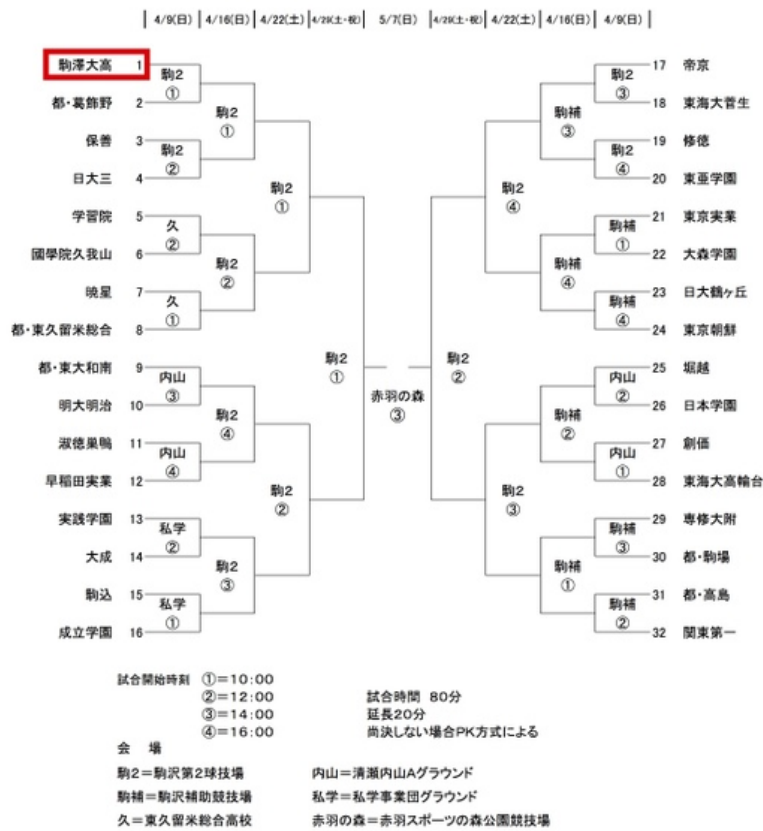 4/9(日) 4/16(日) 4/22(土) 4/29(土・祝) 5/7(日) 4/29(土・祝) 4/22(土) 4/16(日) 4/9(日)
駒澤大高 1
都・葛飾野 2
保善 3
日大三 4
学習院 5
國學院久我山 6
暁星 7
都・東久留米総合 8
都・東大和南 9
明大明治 10
淑徳巣鴨 11
早稲田実業 12
実践学園 13
大成 14
駒込 15
成立学園 16
駒2
①
駒2
②
久
②
久
①
内山
③
内山
④
私学
②
私学
①
駒2
①
駒2
②
駒2
④
駒2
③
駒2
①
駒2
②
駒2
①
赤羽の森
③
駒2
②
駒2
④
駒2
③
駒補
③
駒補
④
駒補
②
駒補
①
駒2
③
駒2
④
駒補
①
駒補
④
内山
②
内山
①
駒補
③
駒補
②
17 帝京
18 東海大菅生
19 修徳
20 東亜学園
21 東京実業
22 大森学園
23 日大鶴ヶ丘
24 東京朝鮮
25 堀越
26 日本学園
27 創価
28 東海大高輪台
29 専修大附
30 都・駒場
31 都・高島
32 関東第一
試合開始時刻 ①=10:00
②=12:00 試合時間 80分
③=14:00 延長20分
④=16:00 尚決しない場合PK方式による
会 場
駒2=駒沢第2球技場 内山=清瀬内山Aグラウンド
駒補=駒沢補助競技場 私学=私学事業団グラウンド
久=東久留米総合高校 赤羽の森=赤羽スポーツの森公園競技場